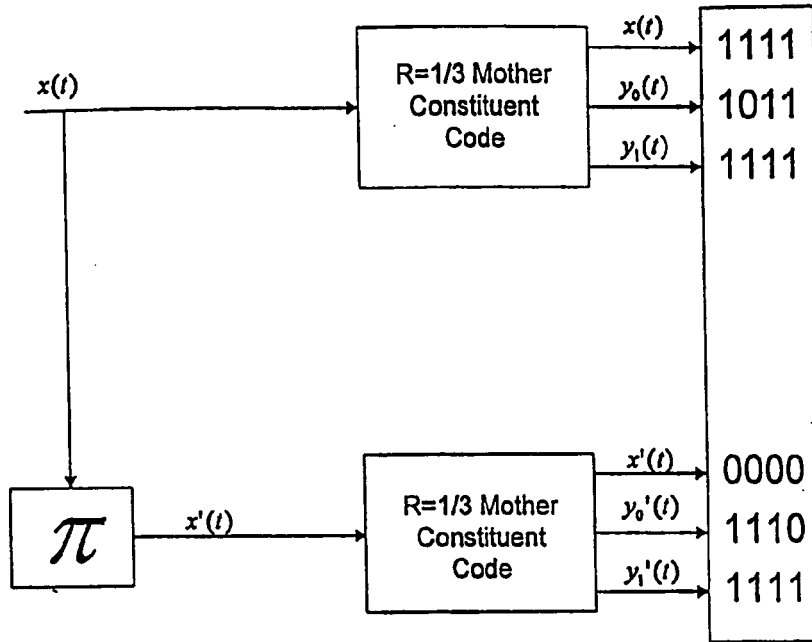 x(t)
R=1/3 Mother
Constituent
Code
x(t)
1111
y₀(t)
1011
y₁(t)
1111
π
x'(t)
R=1/3 Mother
Constituent
Code
x'(t)
0000
y₀'(t)
1110
y₁'(t)
1111